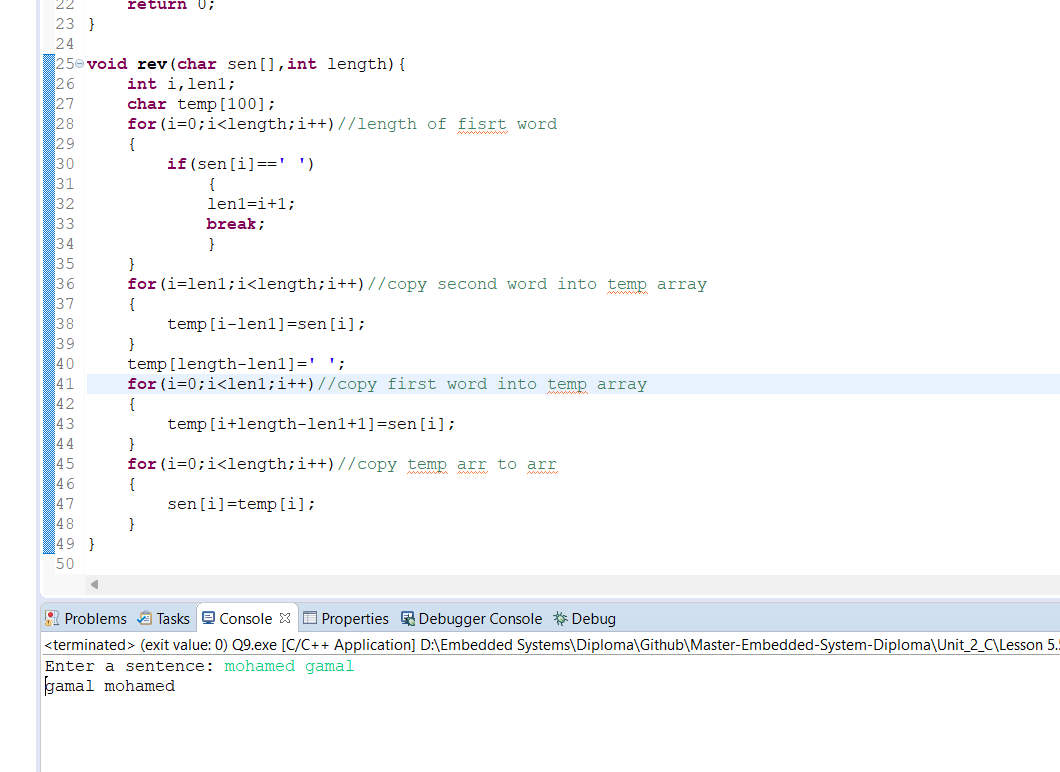 22 return 0;
23 }
24
25 void rev(char sen[],int length){
26 int i,len1;
27 char temp[100];
28 for(i=0;i<length;i++)//length of fisrt word
29 {
30 if(sen[i]==' ')
31 {
32 len1=i+1;
33 break;
34 }
35 }
36 for(i=len1;i<length;i++)//copy second word into temp array
37 {
38 temp[i-len1]=sen[i];
39 }
40 temp[length-len1]=' ';
41 for(i=0;i<len1;i++)//copy first word into temp array
42 {
43 temp[i+length-len1+1]=sen[i];
44 }
45 for(i=0;i<length;i++)//copy temp arr to arr
46 {
47 sen[i]=temp[i];
48 }
49 }
50
Problems Tasks Console Properties Debugger Console Debug
<terminated> (exit value: 0) Q9.exe [C/C++ Application] D:\Embedded Systems\Diploma\Github\Master-Embedded-System-Diploma\Unit_2_C\Lesson 5.
Enter a sentence: mohamed gamal
gamal mohamed